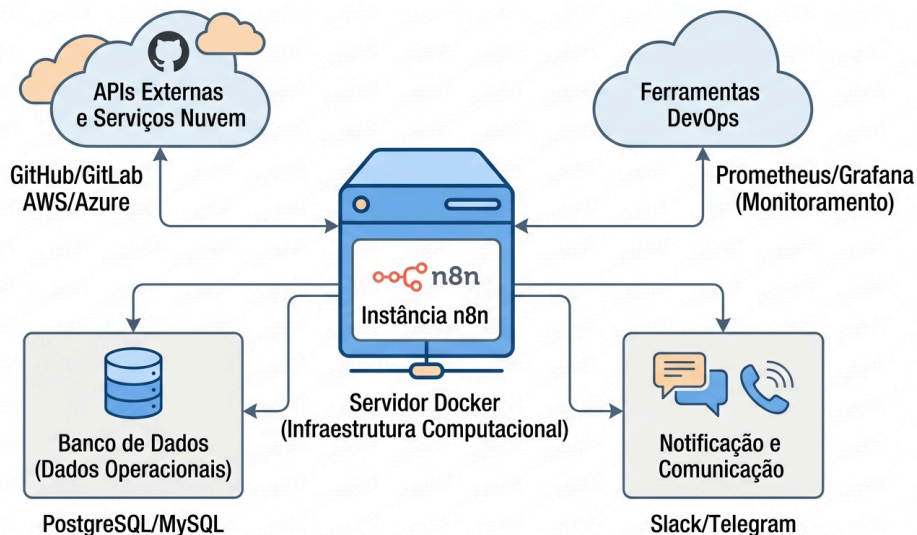 APIs Externas
e Serviços Nuvem
GitHub/GitLab
AWS/Azure
Ferramentas
DevOps
Prometheus/Grafana
(Monitoramento)
n8n
Instância n8n
Servidor Docker
(Infraestrutura Computacional)
Banco de Dados
(Dados Operacionais)
PostgreSQL/MySQL
Notificação e
Comunicação
Slack/Telegram